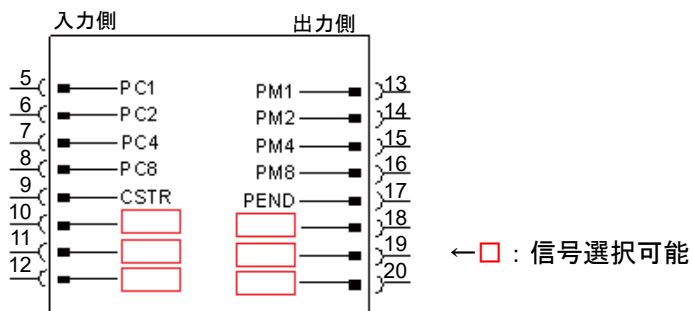 入力側 出力側
5 PC1 PM1 13
6 PC2 PM2 14
7 PC4 PM4 15
8 PC8 PM8 16
9 CSTR PEND 17
10 18
11 19
12 20
←□：信号選択可能